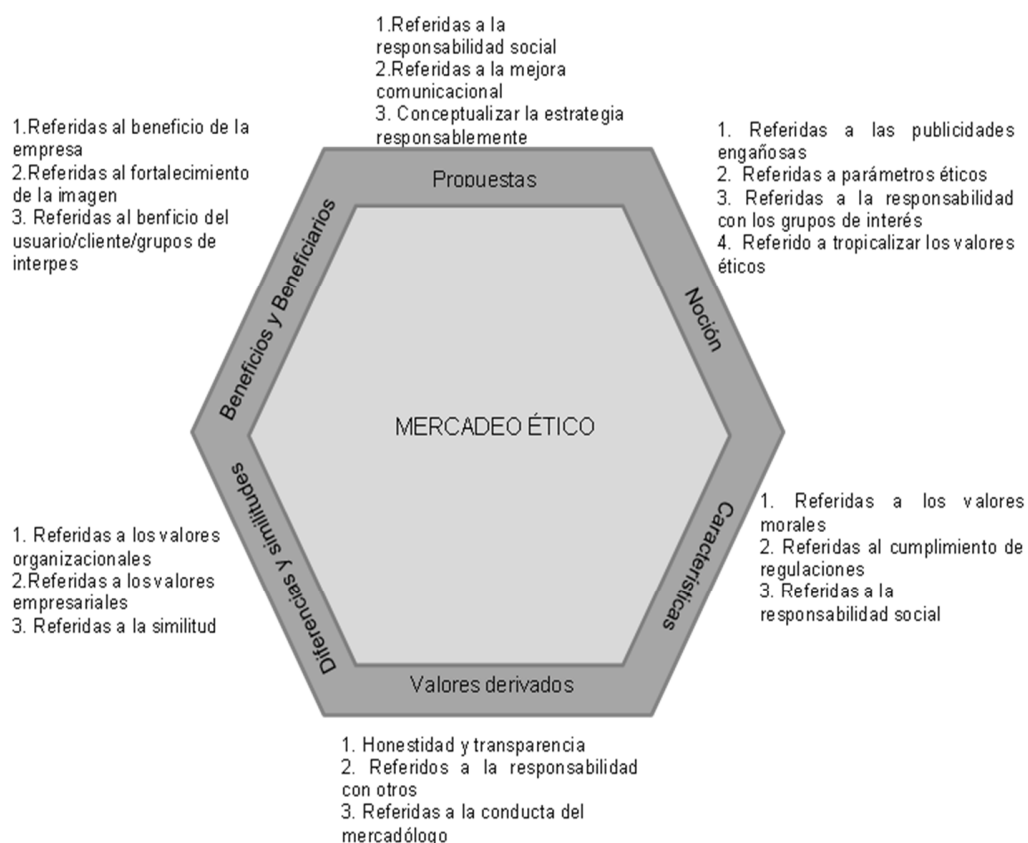 1.Referidas a la
responsabilidad social
2.Referidas a la mejora
comunicacional
3. Conceptualizar la estrategia
responsablemente
1.Referidas al beneficio de la
empresa
2.Referidas al fortalecimiento
de la imagen
3. Referidas al benficio del
usuario/cliente/grupos de
interpes
1. Referidas a las publicidades
engañosas
2. Referidas a parámetros éticos
3. Referidas a la responsabilidad
con los grupos de interés
4. Referido a tropicalizar los valores
éticos
Propuestas
Beneficios y Beneficiarios
Noción
MERCADEO ÉTICO
Diferencias y similitudes
Características
Valores derivados
1. Referidas a los valores
organizacionales
2.Referidas a los valores
empresariales
3. Referidas a la similitud
1. Referidas a los valores
morales
2. Referidas al cumplimiento de
regulaciones
3. Referidas a la
responsabilidad social
1. Honestidad y transparencia
2. Referidos a la responsabilidad
con otros
3. Referidas a la conducta del
mercadólogo